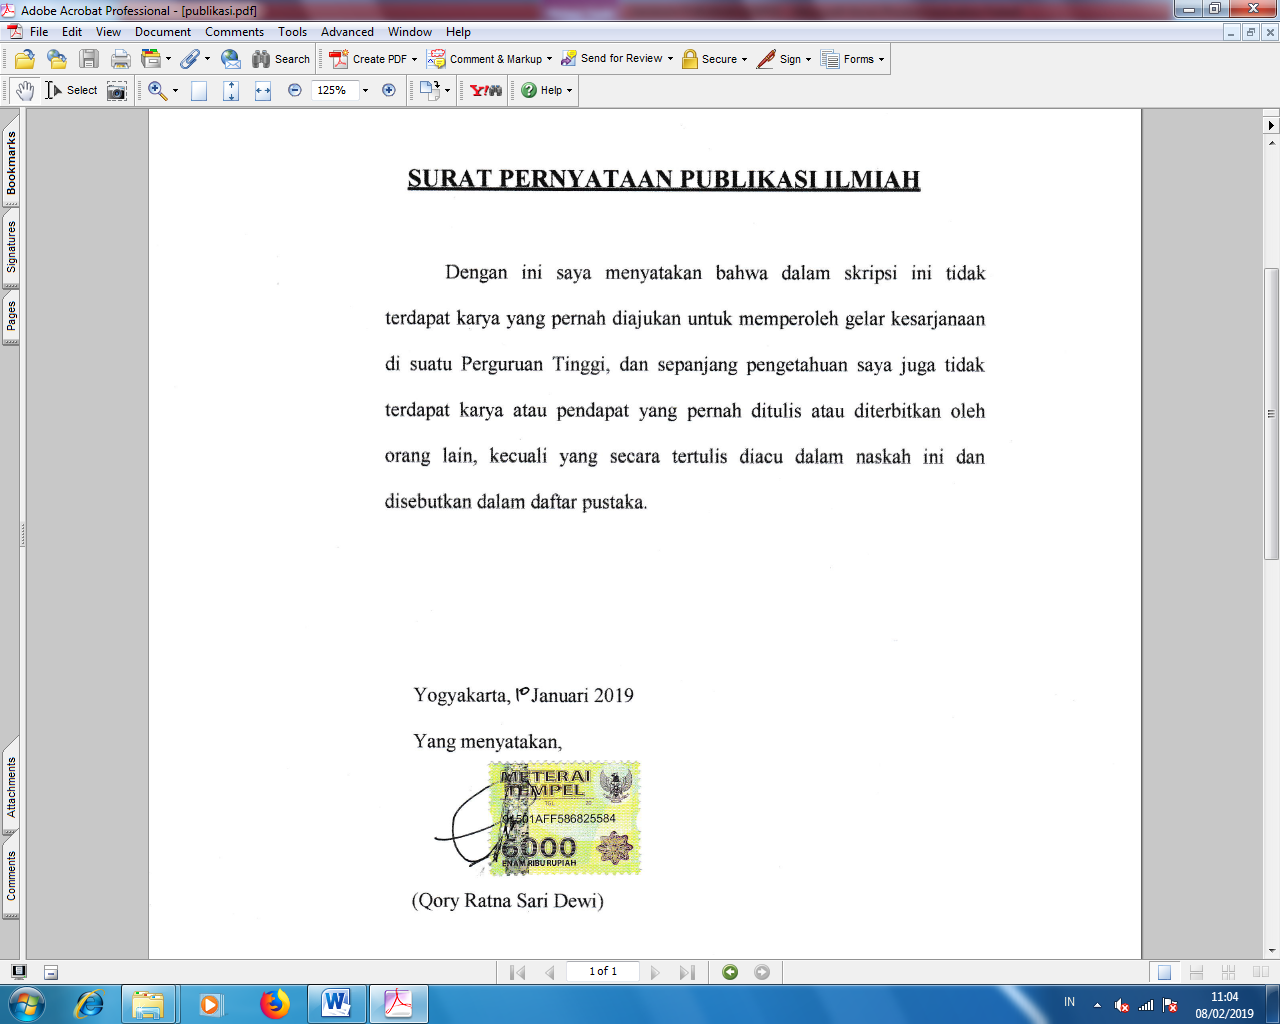 Adobe Acrobat Professional - [publikasi.pdf]
File Edit View Document Comments Tools Advanced Window Help
Search Create PDF Comment & Markup Send for Review Secure Sign Forms
Select 125% Y! Help
Bookmarks
Signatures
Pages
Attachments
Comments
SURAT PERNYATAAN PUBLIKASI ILMIAH
Dengan ini saya menyatakan bahwa dalam skripsi ini tidak
terdapat karya yang pernah diajukan untuk memperoleh gelar kesarjanaan
di suatu Perguruan Tinggi, dan sepanjang pengetahuan saya juga tidak
terdapat karya atau pendapat yang pernah ditulis atau diterbitkan oleh
orang lain, kecuali yang secara tertulis diacu dalam naskah ini dan
disebutkan dalam daftar pustaka.
Yogyakarta, 10 Januari 2019
Yang menyatakan,
METERAI
TEMPEL
TGL 20
91501AFF586825584
6000
ENAM RIBU RUPIAH
(Qory Ratna Sari Dewi)
1 of 1
IN
11:04
08/02/2019